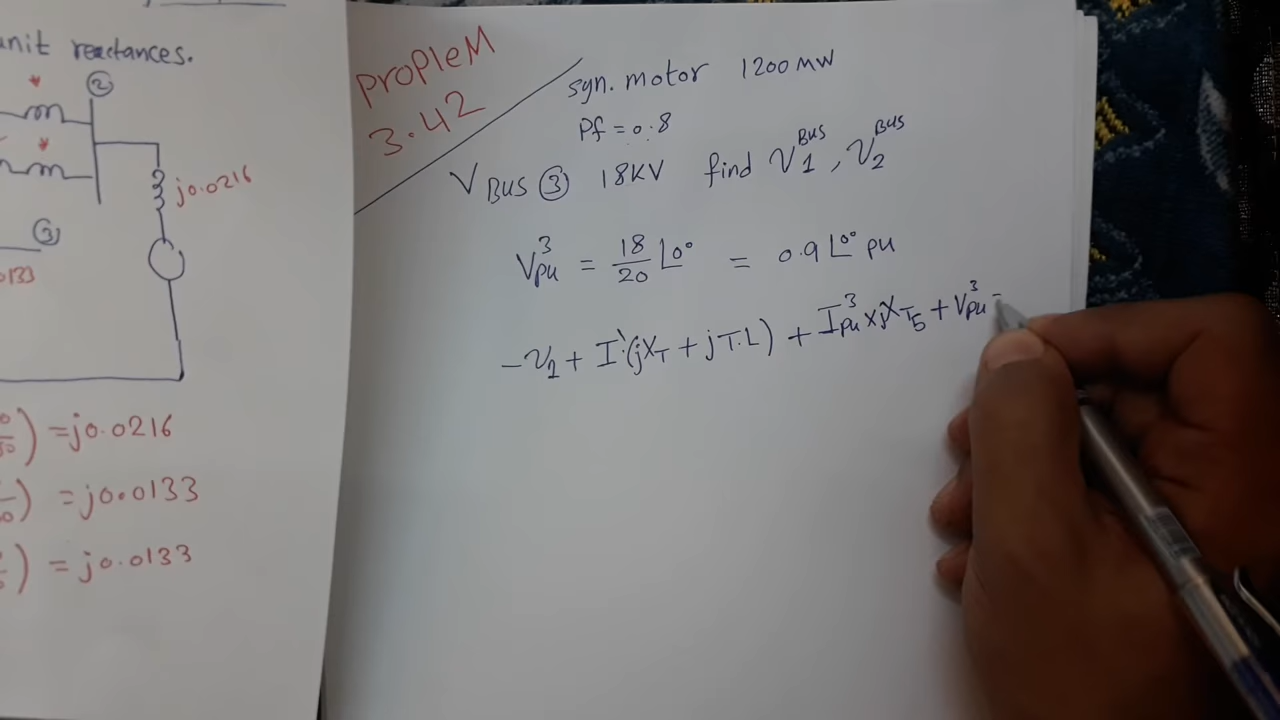 unit reactances.
②
j0.0216
③
0133
) = j0.0216
) = j0.0133
) = j0.0133
PROPLEM
3.42
syn. motor 1200 MW
Pf = 0.8
V BUS ③ 18KV find V1 BUS , V2 BUS
V³pu = 18/20 ∟0° = 0.9∟0° pu
-V1 + I`(jXT + jT.L) + I³pu xjXT5 + V³pu =